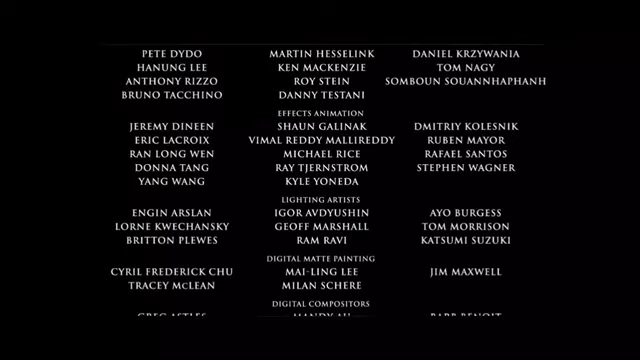 PETE DYDO MARTIN HESSELINK DANIEL KRZYWANIA
HANUNG LEE KEN MACKENZIE TOM NAGY
ANTHONY RIZZO ROY STEIN SOMBOUN SOUANNHAPHANH
BRUNO TACCHINO DANNY TESTANI
EFFECTS ANIMATION
JEREMY DINEEN SHAUN GALINAK DMITRIY KOLESNIK
ERIC LACROIX VIMAL REDDY MALLIREDDY RUBEN MAYOR
RAN LONG WEN MICHAEL RICE RAFAEL SANTOS
DONNA TANG RAY TJERNSTROM STEPHEN WAGNER
YANG WANG KYLE YONEDA
LIGHTING ARTISTS
ENGIN ARSLAN IGOR AVDYUSHIN AYO BURGESS
LORNE KWECHANSKY GEOFF MARSHALL TOM MORRISON
BRITTON PLEWES RAM RAVI KATSUMI SUZUKI
DIGITAL MATTE PAINTING
CYRIL FREDERICK CHU MAI-LING LEE JIM MAXWELL
TRACEY McLEAN MILAN SCHERE
DIGITAL COMPOSITORS